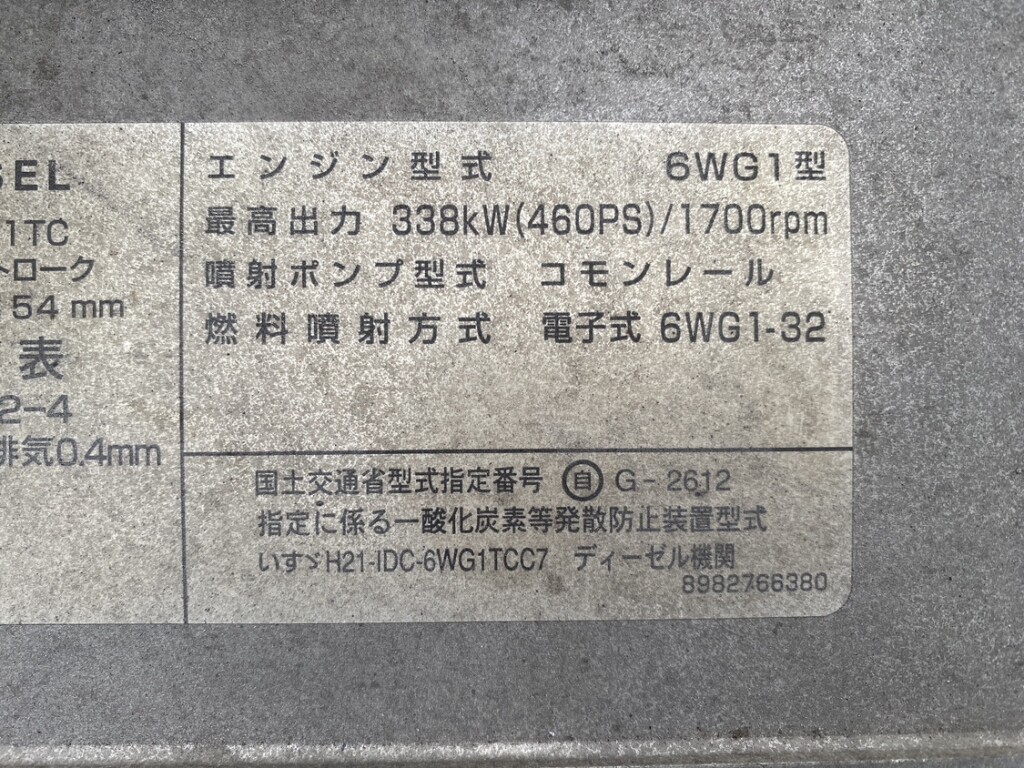 SEL
エンジン型式 6WG1型
1TC
最高出力 338kW(460PS)/1700rpm
トローク
噴射ポンプ型式 コモンレール
54 mm
燃料噴射方式 電子式 6WG1-32
表
2-4
排気0.4mm
国土交通省型式指定番号 ㊀自 G-2612
指定に係る一酸化炭素等発散防止装置型式
いすゞH21-IDC-6WG1TCC7 ディーゼル機関
8982766380